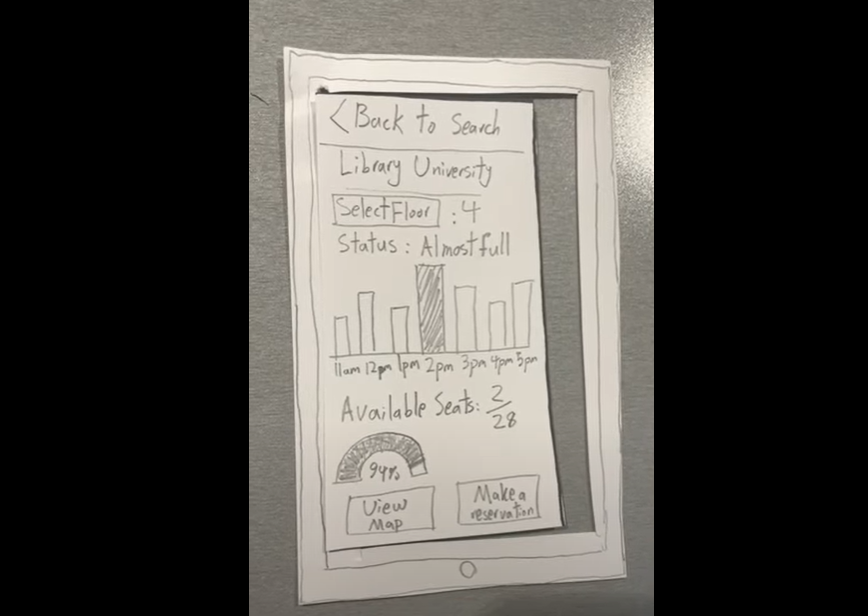 < Back to Search
Library University
Select Floor : 4
Status : Almost full
11am 12pm 1pm 2pm 3pm 4pm 5pm
Available Seats: 2/28
94%
View Map
Make a reservation